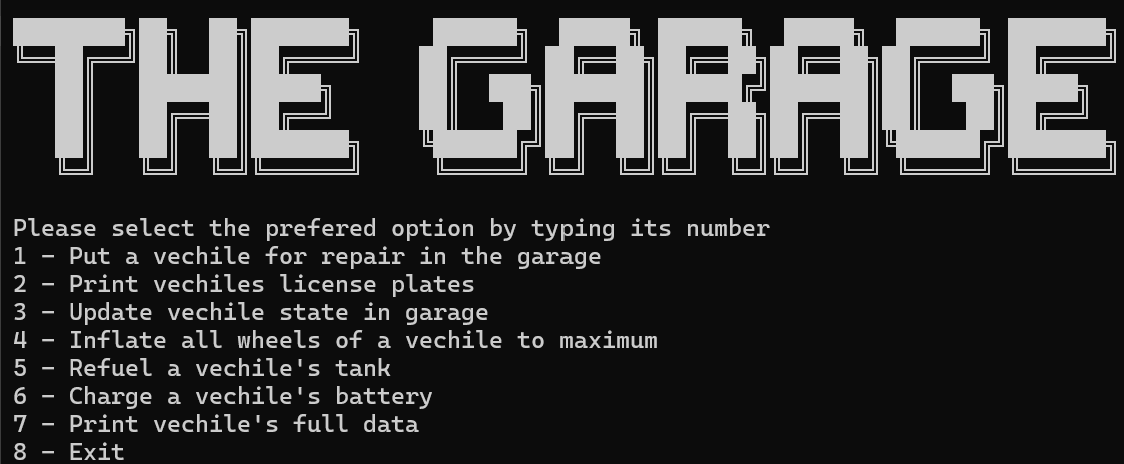 THE GARAGE
Please select the prefered option by typing its number
1 - Put a vechile for repair in the garage
2 - Print vechiles license plates
3 - Update vechile state in garage
4 - Inflate all wheels of a vechile to maximum
5 - Refuel a vechile's tank
6 - Charge a vechile's battery
7 - Print vechile's full data
8 - Exit